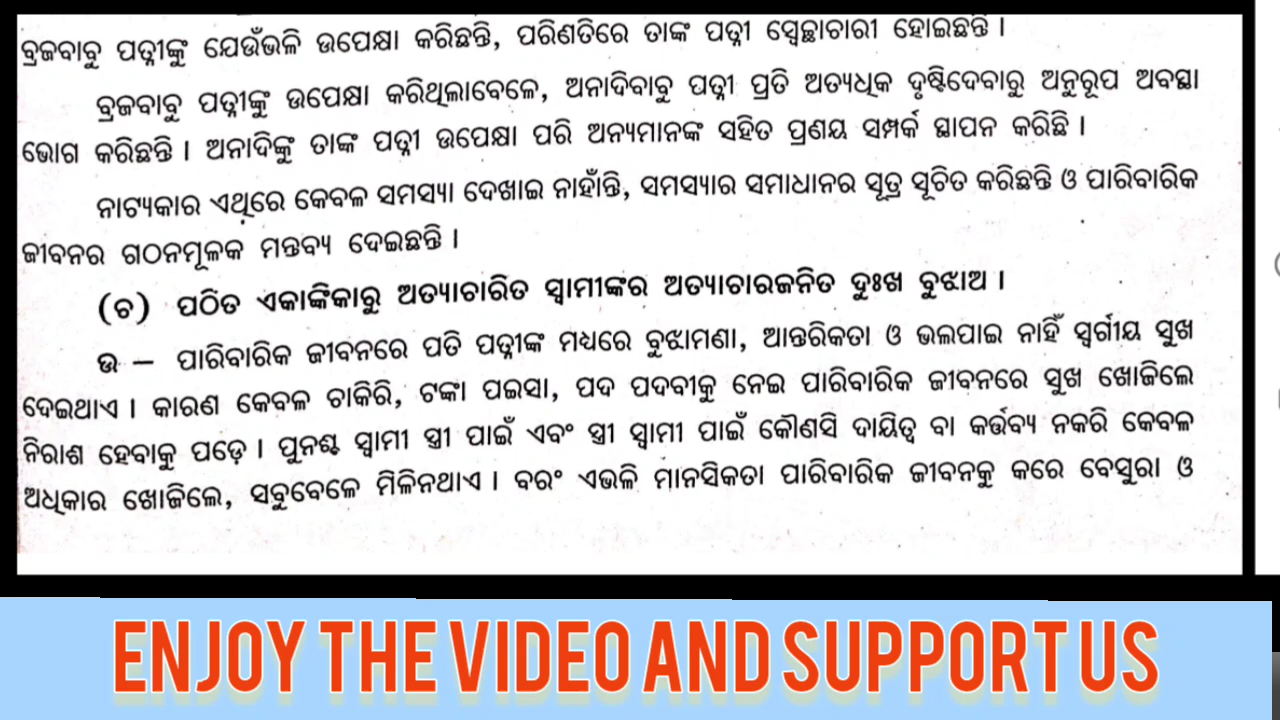 ବ୍ରଜବାବୁ ପତ୍ନୀଙ୍କୁ ଯେଉଁଭଳି ଉପେକ୍ଷା କରିଛନ୍ତି, ପରିଣତିରେ ତାଙ୍କ ପତ୍ନୀ ସ୍ୱେଚ୍ଛାଚାରୀ ହୋଇଛନ୍ତି ।
ବ୍ରଜବାବୁ ପତ୍ନୀଙ୍କୁ ଉପେକ୍ଷା କରିଥିଲାବେଳେ, ଅନାଦିବାବୁ ପତ୍ନୀ ପ୍ରତି ଅତ୍ୟଧିକ ଦୃଷ୍ଟିଦେବାରୁ ଅନୁରୂପ ଅବସ୍ଥା
ଭୋଗ କରିଛନ୍ତି । ଅନାଦିଙ୍କୁ ତାଙ୍କ ପତ୍ନୀ ଉପେକ୍ଷା ପରି ଅନ୍ୟମାନଙ୍କ ସହିତ ପ୍ରଣୟ ସମ୍ପର୍କ ସ୍ଥାପନ କରିଛି ।
ନାଟ୍ୟକାର ଏଥିରେ କେବଳ ସମସ୍ୟା ଦେଖାଇ ନାହାଁନ୍ତି, ସମସ୍ୟାର ସମାଧାନର ସୂତ୍ର ସୂଚିତ କରିଛନ୍ତି ଓ ପାରିବାରିକ
ଜୀବନର ଗଠନମୂଳକ ମନ୍ତବ୍ୟ ଦେଇଛନ୍ତି ।
(ଚ) ପଠିତ ଏକାଙ୍କିକାରୁ ଅତ୍ୟାଚାରିତ ସ୍ୱାମୀଙ୍କର ଅତ୍ୟାଚାରଜନିତ ଦୁଃଖ ବୁଝାଅ ।
ଉ – ପାରିବାରିକ ଜୀବନରେ ପତି ପତ୍ନୀଙ୍କ ମଧ୍ୟରେ ବୁଝାମଣା, ଆନ୍ତରିକତା ଓ ଭଲପାଇ ନାହିଁ ସ୍ୱର୍ଗୀୟ ସୁଖ
ଦେଇଥାଏ । କାରଣ କେବଳ ଚାକିରି, ଟଙ୍କା ପଇସା, ପଦ ପଦବୀକୁ ନେଇ ପାରିବାରିକ ଜୀବନରେ ସୁଖ ଖୋଜିଲେ
ନିରାଶ ହେବାକୁ ପଡ଼େ । ପୁନଶ୍ଚ ସ୍ୱାମୀ ସ୍ତ୍ରୀ ପାଇଁ ଏବଂ ସ୍ତ୍ରୀ ସ୍ୱାମୀ ପାଇଁ କୌଣସି ଦାୟିତ୍ୱ ବା କର୍ତ୍ତବ୍ୟ ନକରି କେବଳ
ଅଧିକାର ଖୋଜିଲେ, ସବୁବେଳେ ମିଳିନଥାଏ । ବରଂ ଏଭଳି ମାନସିକତା ପାରିବାରିକ ଜୀବନକୁ କରେ ବେସୁରା ଓ
ENJOY THE VIDEO AND SUPPORT US